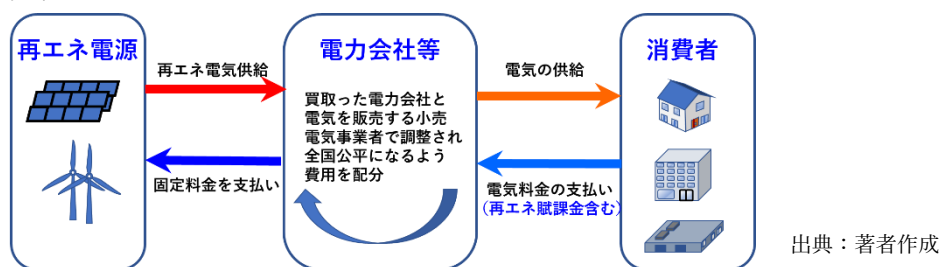 再エネ電源
再エネ電気供給
固定料金を支払い
電力会社等
買取った電力会社と
電気を販売する小売
電気事業者で調整され
全国公平になるよう
費用を配分
電気の供給
電気料金の支払い
（再エネ賦課金含む）
消費者
出典：著者作成